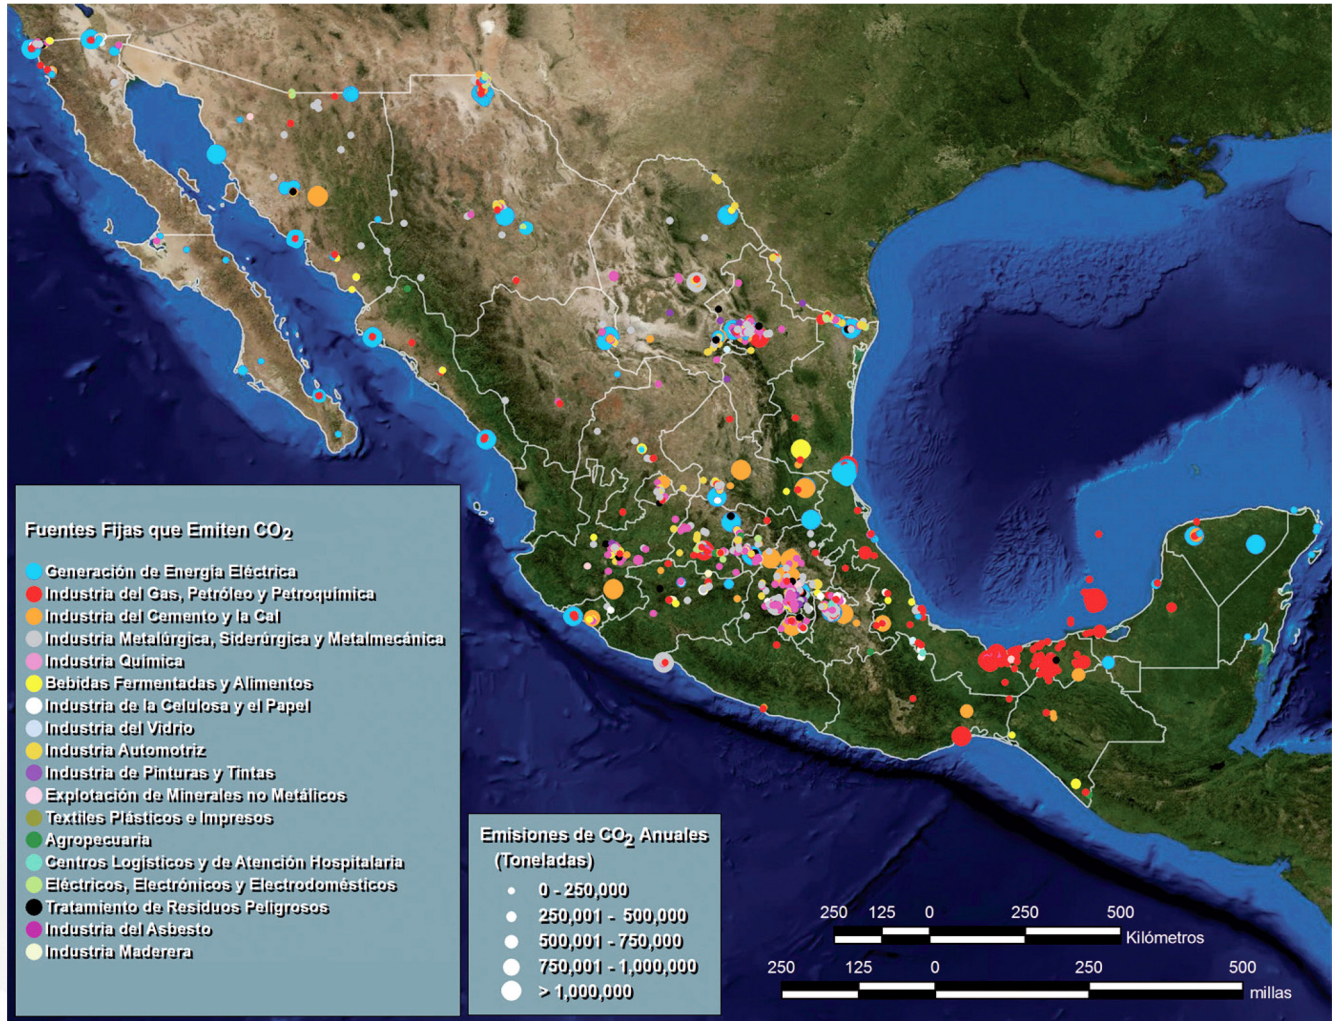 Fuentes Fijas que Emiten CO2
Generación de Energía Eléctrica
Industria del Gas, Petróleo y Petroquímica
Industria del Cemento y la Cal
Industria Metalúrgica, Siderúrgica y Metalmecánica
Industria Química
Bebidas Fermentadas y Alimentos
Industria de la Celulosa y el Papel
Industria del Vidrio
Industria Automotriz
Industria de Pinturas y Tintas
Explotación de Minerales no Metálicos
Textiles Plásticos e Impresos
Agropecuaria
Centros Logísticos y de Atención Hospitalaria
Eléctricos, Electrónicos y Electrodomésticos
Tratamiento de Residuos Peligrosos
Industria del Asbesto
Industria Maderera
Emisiones de CO2 Anuales
(Toneladas)
0 - 250,000
250,001 - 500,000
500,001 - 750,000
750,001 - 1,000,000
> 1,000,000
250 125 0 250 500
Kilómetros
250 125 0 250 500
millas